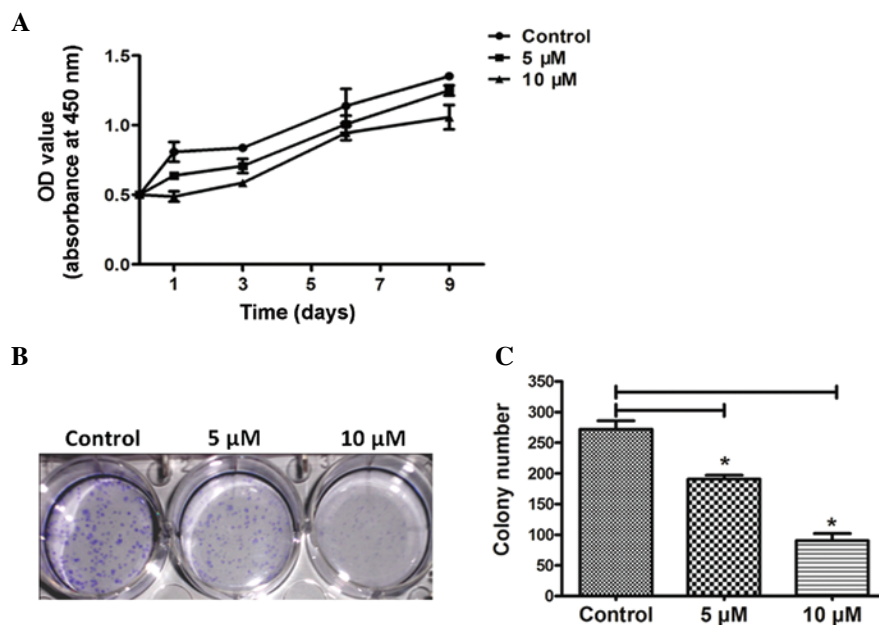 A
Control
5 µM
10 µM
OD value
(absorbance at 450 nm)
1.5
1.0
0.5
0.0
1 3 5 7 9
Time (days)
B
Control 5 µM 10 µM
C
Colony number
350
300
250
200
150
100
50
0
*
*
Control 5 µM 10 µM